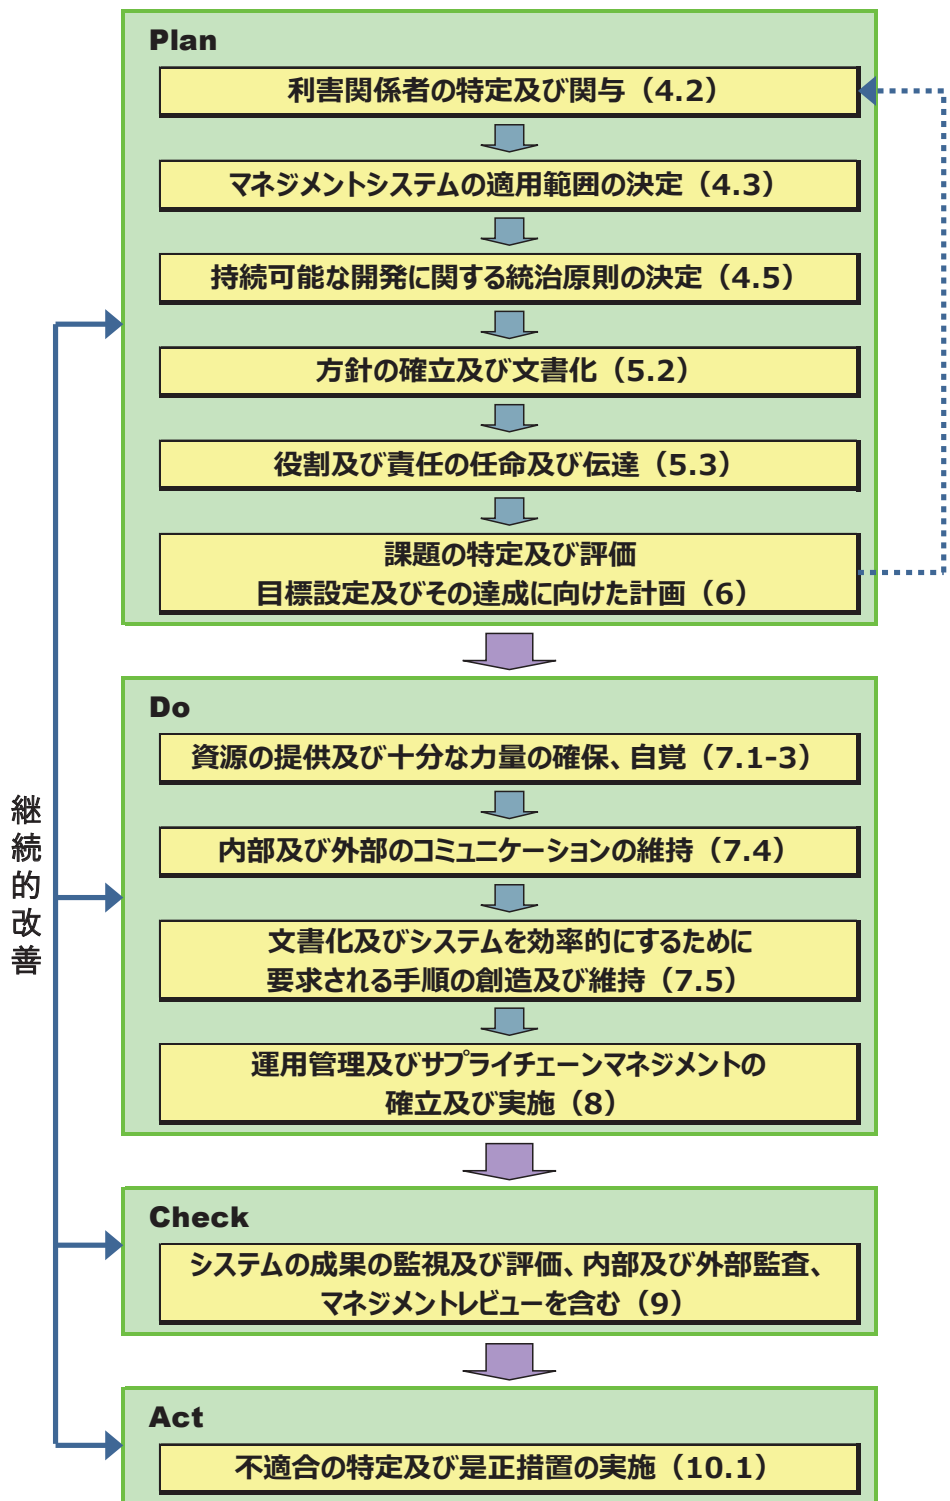 Plan
利害関係者の特定及び関与（4.2）
マネジメントシステムの適用範囲の決定（4.3）
持続可能な開発に関する統治原則の決定（4.5）
方針の確立及び文書化（5.2）
役割及び責任の任命及び伝達（5.3）
課題の特定及び評価
目標設定及びその達成に向けた計画（6）
Do
資源の提供及び十分な力量の確保、自覚（7.1-3）
内部及び外部のコミュニケーションの維持（7.4）
文書化及びシステムを効率的にするために
要求される手順の創造及び維持（7.5）
運用管理及びサプライチェーンマネジメントの
確立及び実施（8）
Check
システムの成果の監視及び評価、内部及び外部監査、
マネジメントレビューを含む（9）
Act
不適合の特定及び是正措置の実施（10.1）
継続的改善